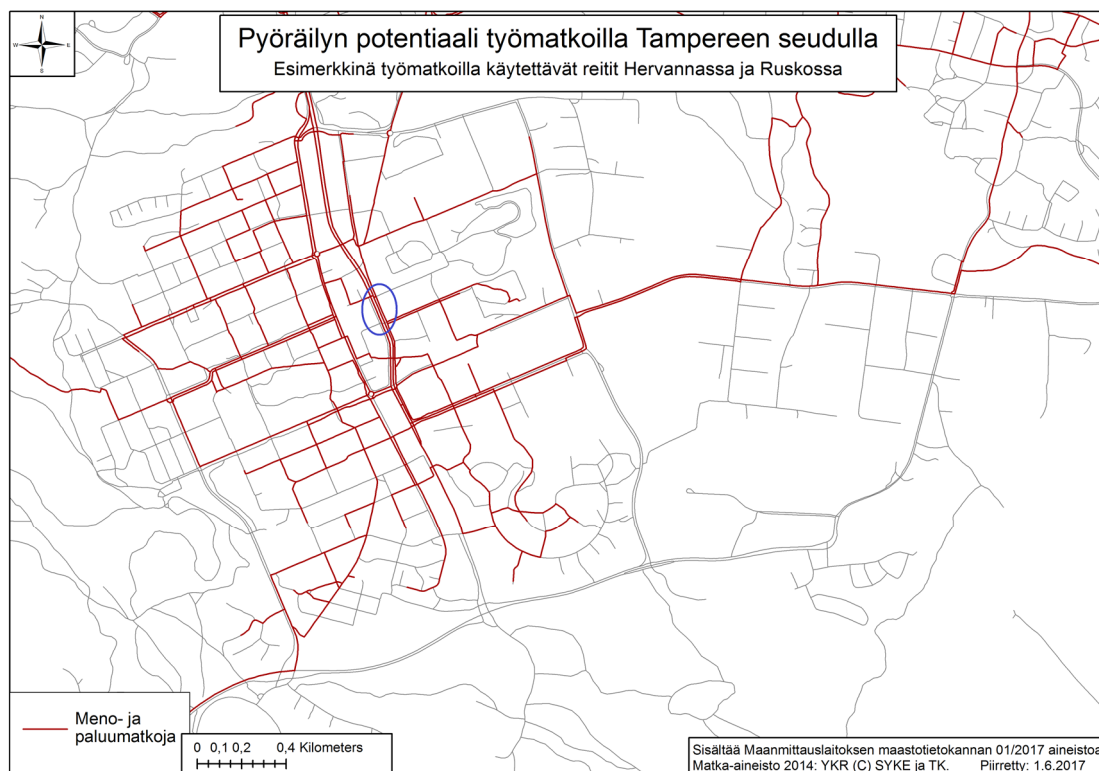 N
W
E
S
Pyöräilyn potentiaali työmatkoilla Tampereen seudulla
Esimerkkinä työmatkoilla käytettävät reitit Hervannassa ja Ruskossa
Meno- ja
paluumatkoja
0 0,1 0,2 0,4 Kilometers
Sisältää Maanmittauslaitoksen maastotietokannan 01/2017 aineistoa
Matka-aineisto 2014: YKR (C) SYKE ja TK. Piirretty: 1.6.2017